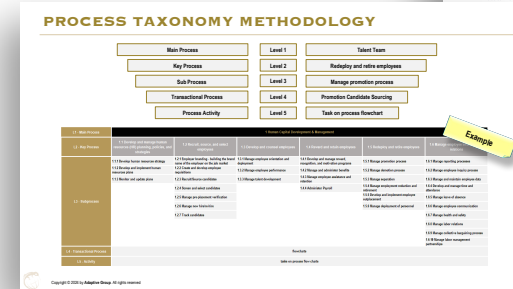 PROCESS TAXONOMY METHODOLOGY
Main Process Level 1 Talent Team
Key Process Level 2 Redeploy and retire employees
Sub Process Level 3 Manage promotion process
Transactional Process Level 4 Promotion Candidate Sourcing
Process Activity Level 5 Task on process flowchart
Example
L1 - Main Process
1 Human Capital Development & Management
L2 - Key Process
1.1 Develop and manage human
resources (HR) planning, policies, and
strategies
1.2 Recruit, source, and select
employees
1.3 Develop and counsel employees
1.4 Reward and retain employees
1.5 Redeploy and retire employees
1.6 Manage
L3 - Subprocess
1.1.1 Develop human resources strategy
1.1.2 Develop and implement human
resources plans
1.1.3 Monitor and update plans
1.2.1 Employer branding - building the brand
name of the employer on the job market
1.2.2 Create and develop employee
requisitions
1.2.3 Recruit/Source candidates
1.2.4 Screen and select candidates
1.2.5 Manage pre-placement verification
1.2.6 Manage new hire/re-hire
1.2.7 Track candidates
1.3.1 Manage employee orientation and
deployment
1.3.2 Manage employee performance
1.3.3 Manage talent development
1.4.1 Develop and manage reward,
recognition, and motivation programs
1.4.2 Manage and administer benefits
1.4.3 Manage employee assistance and
retention
1.4.4 Administer Payroll
1.5.1 Manage promotion process
1.5.2 Manage demotion process
1.5.3 Manage separation
1.5.4 Manage employment reduction and
retirement
1.5.5 Develop and implement employee
outplacement
1.5.6 Manage deployment of personnel
1.6.1 Manage reporting processes
1.6.2 Manage employee inquiry process
1.6.3 Manage and maintain employee data
1.6.4 Develop and manage time and
attendance
1.6.5 Manage leave of absence
1.6.6 Manage employee communication
1.6.7 Manage health and safety
1.6.8 Manage labor relations
1.6.9 Manage collective bargaining process
1.6.10 Manage labor management
partnerships
L4 - Transactional Process
flowcharts
L5 - Activity
tasks on process flow charts
Copyright © 2020 by Adaptive Group. All rights reserved